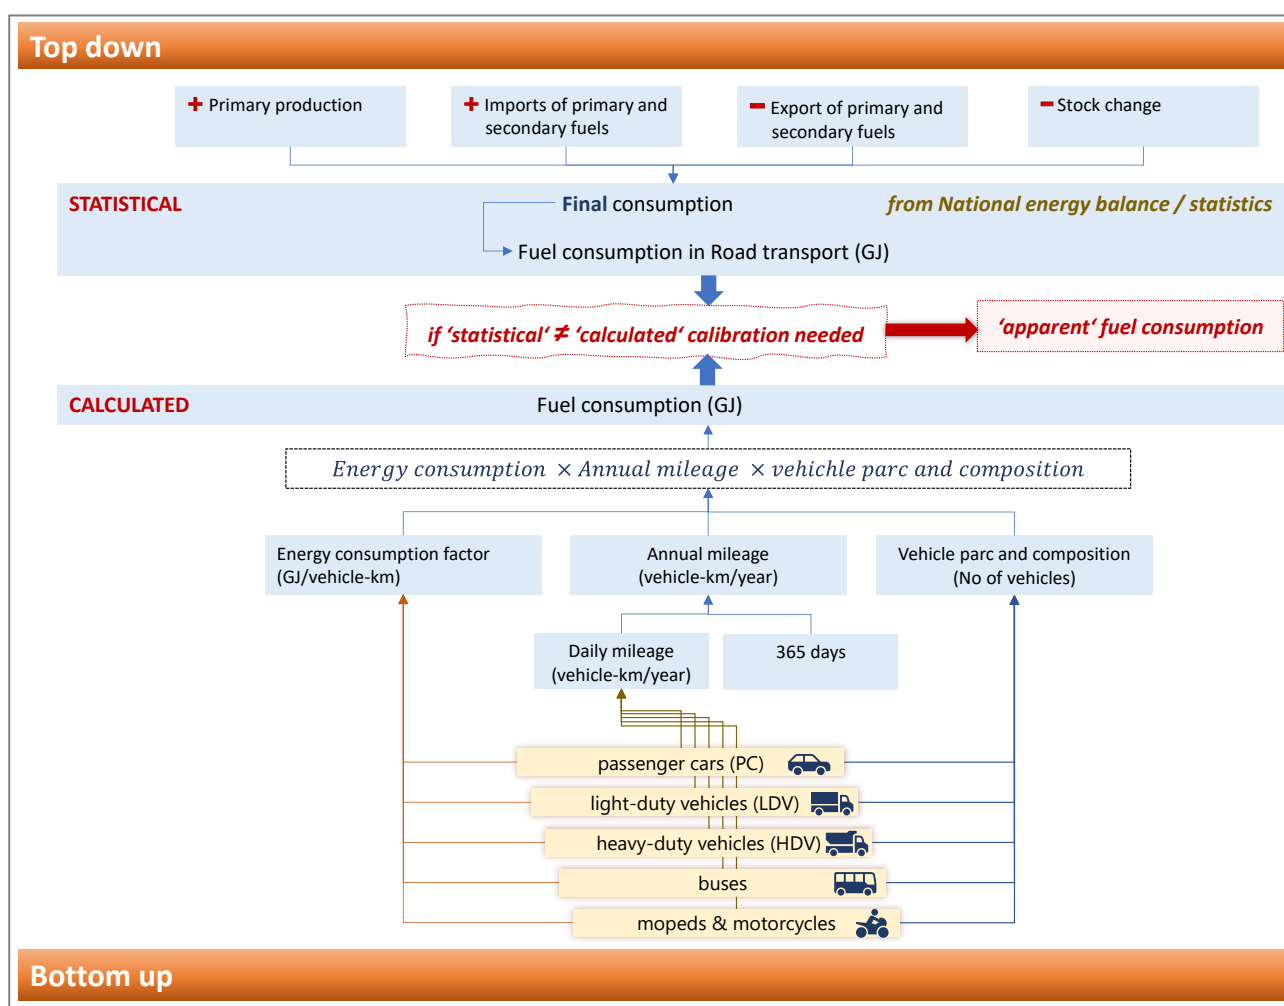 Top down
+ Primary production
+ Imports of primary and
secondary fuels
− Export of primary and
secondary fuels
− Stock change
STATISTICAL
Final consumption
from National energy balance / statistics
Fuel consumption in Road transport (GJ)
if ‘statistical‘ ≠ ‘calculated‘ calibration needed
‘apparent‘ fuel consumption
CALCULATED
Fuel consumption (GJ)
Energy consumption × Annual mileage × vehichle parc and composition
Energy consumption factor
(GJ/vehicle-km)
Annual mileage
(vehicle-km/year)
Vehicle parc and composition
(No of vehicles)
Daily mileage
(vehicle-km/year)
365 days
passenger cars (PC)
light-duty vehicles (LDV)
heavy-duty vehicles (HDV)
buses
mopeds & motorcycles
Bottom up